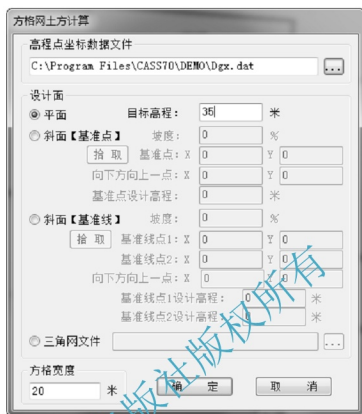 方格网土方计算
高程点坐标数据文件
C:\Program Files\CASS70\DEMO\Dgx.dat ...
设计面
平面 目标高程： 35 米
斜面【基准点】 坡度： 0 %
拾 取 基准点：X 0 Y 0
向下方向上一点：X 0 Y 0
基准点设计高程： 0 米
斜面【基准线】 坡度： 0 %
拾 取 基准线点1：X 0 Y 0
基准线点2：X 0 Y 0
向下方向上一点：X 0 Y 0
基准线点1设计高程： 0 米
基准线点2设计高程： 0 米
三角网文件 ...
方格宽度
20 米 确 定 取 消
版社版权所有